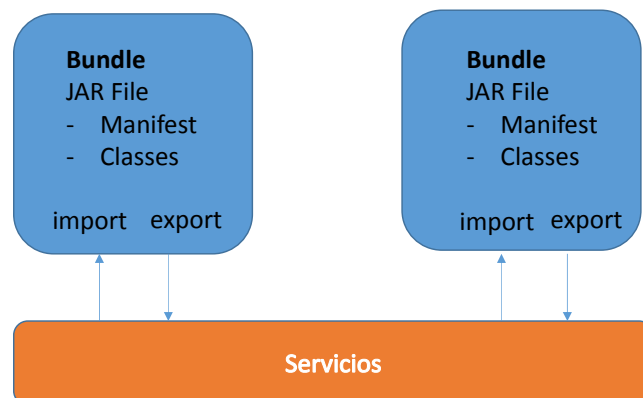 Bundle
JAR File
- Manifest
- Classes
import export
Bundle
JAR File
- Manifest
- Classes
import export
Servicios